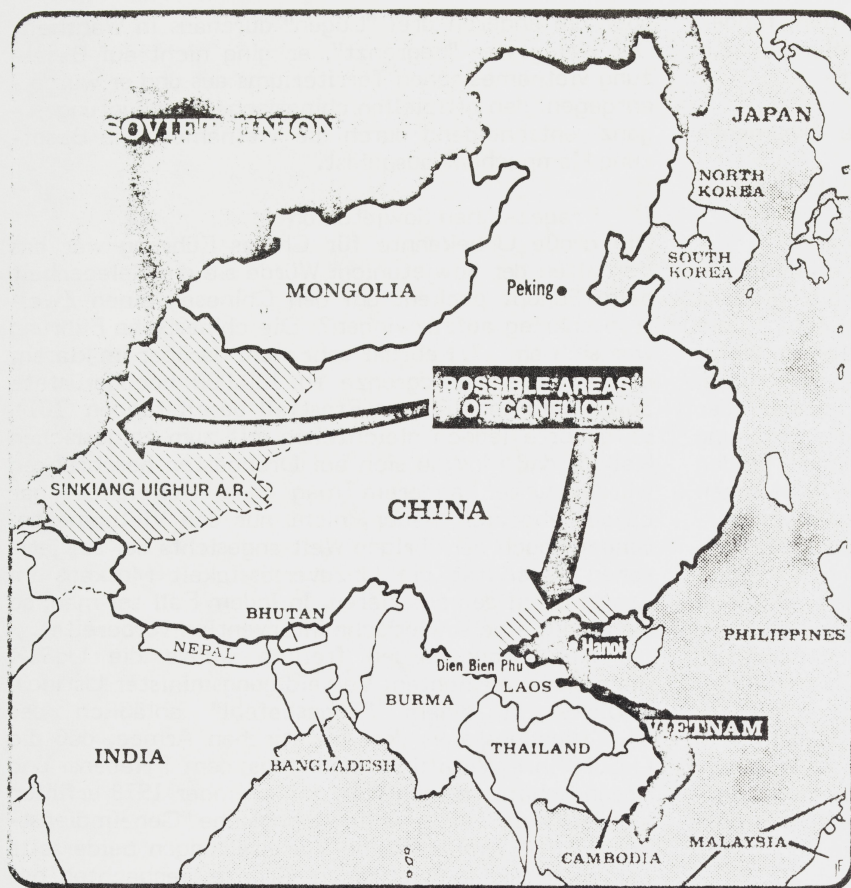 SOVIET UNION
JAPAN
NORTH
KOREA
SOUTH
KOREA
MONGOLIA
Peking
POSSIBLE AREAS
OF CONFLICT
SINKIANG UIGHUR A.R.
CHINA
BHUTAN
NEPAL
Hanoi
PHILIPPINES
Dien Bien Phu
LAOS
BURMA
VIETNAM
THAILAND
INDIA
BANGLADESH
MALAYSIA
CAMBODIA